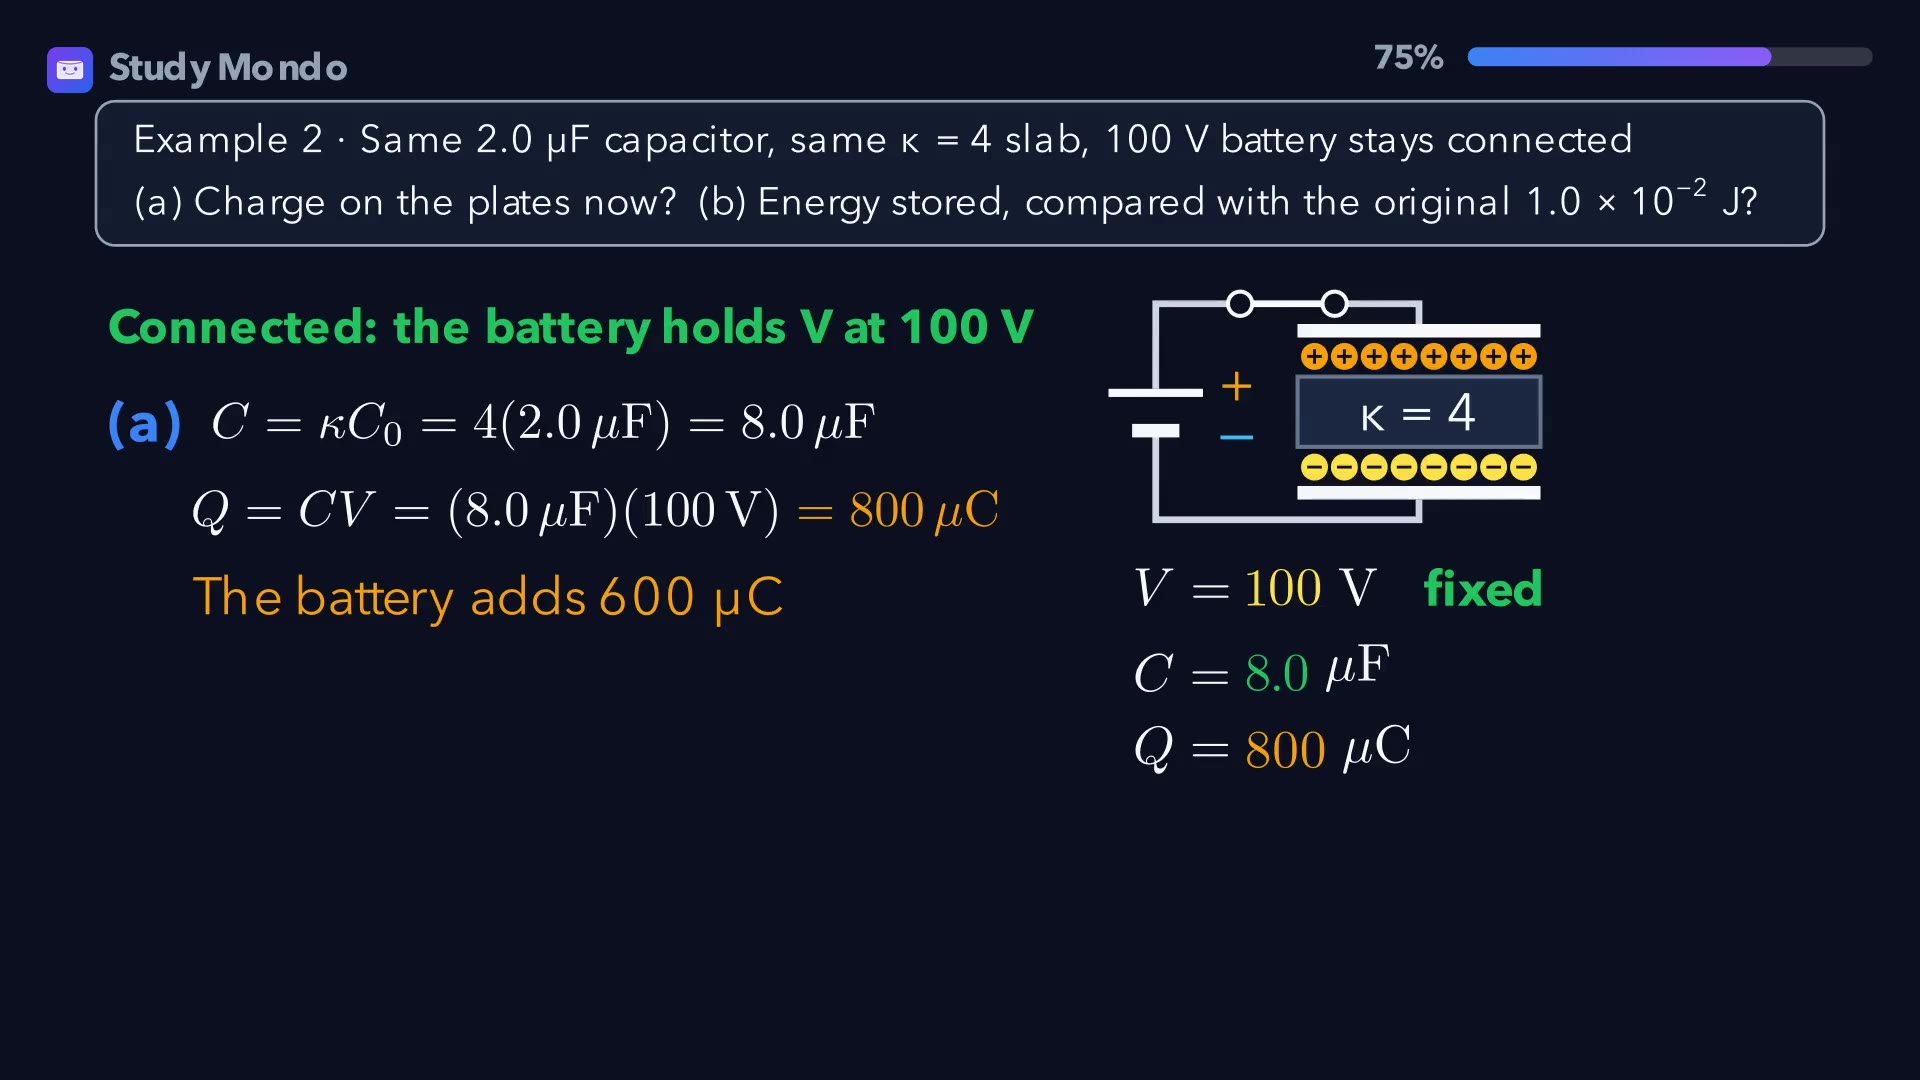 Study Mondo
75%
Example 2 · Same 2.0 µF capacitor, same κ = 4 slab, 100 V battery stays connected
(a) Charge on the plates now? (b) Energy stored, compared with the original 1.0 × 10⁻² J?
Connected: the battery holds V at 100 V
(a) C = κC₀ = 4(2.0 μF) = 8.0 μF
Q = CV = (8.0 μF)(100 V) = 800 μC
The battery adds 600 µC
+
−
+ + + + + + + +
κ = 4
− − − − − − − −
V = 100 V fixed
C = 8.0 μF
Q = 800 μC